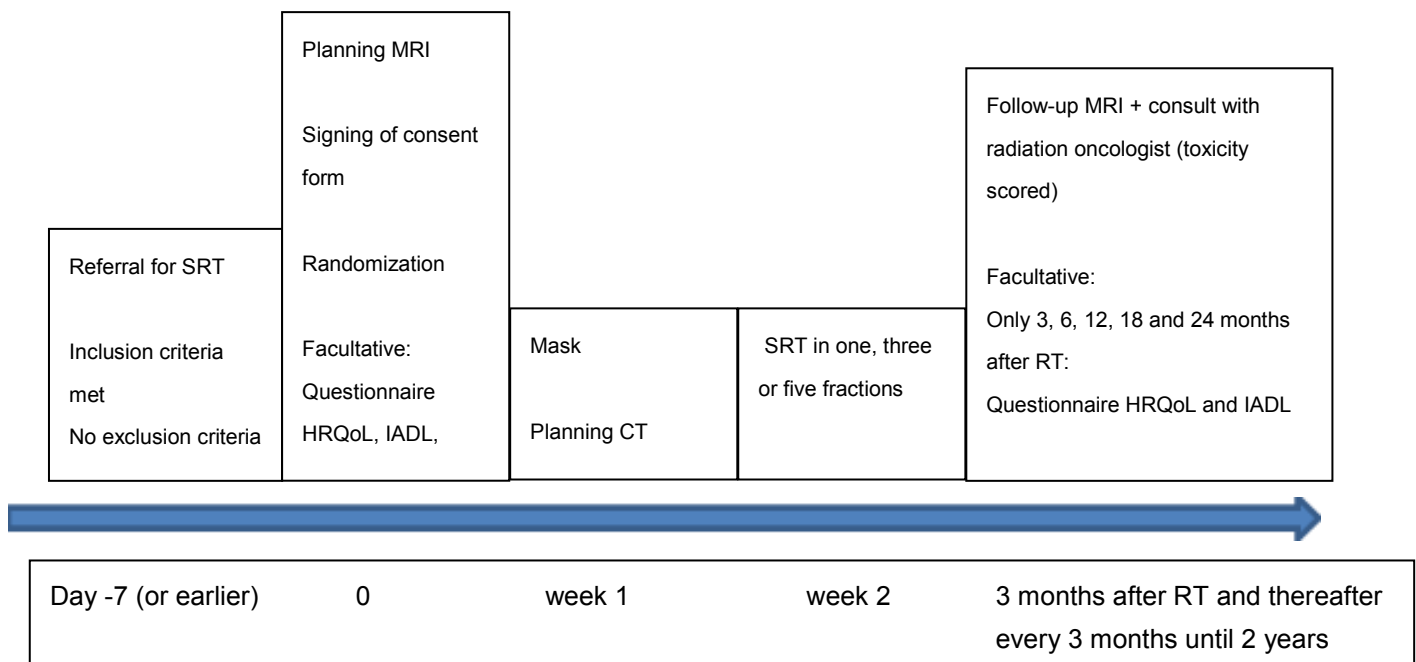 Referral for SRT
Inclusion criteria
met
No exclusion criteria
Planning MRI
Signing of consent
form
Randomization
Facultative:
Questionnaire
HRQoL, IADL,
Mask
Planning CT
SRT in one, three
or five fractions
Follow-up MRI + consult with
radiation oncologist (toxicity
scored)
Facultative:
Only 3, 6, 12, 18 and 24 months
after RT:
Questionnaire HRQoL and IADL
Day -7 (or earlier)
0
week 1
week 2
3 months after RT and thereafter
every 3 months until 2 years